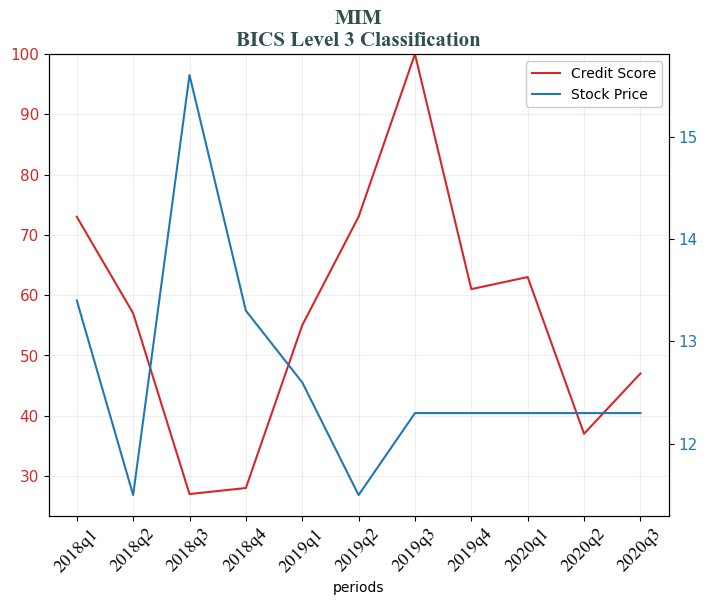 MIM
BICS Level 3 Classification
Credit Score
Stock Price
100
90
80
70
60
50
40
30
15
14
13
12
2018q1
2018q2
2018q3
2018q4
2019q1
2019q2
2019q3
2019q4
2020q1
2020q2
2020q3
periods